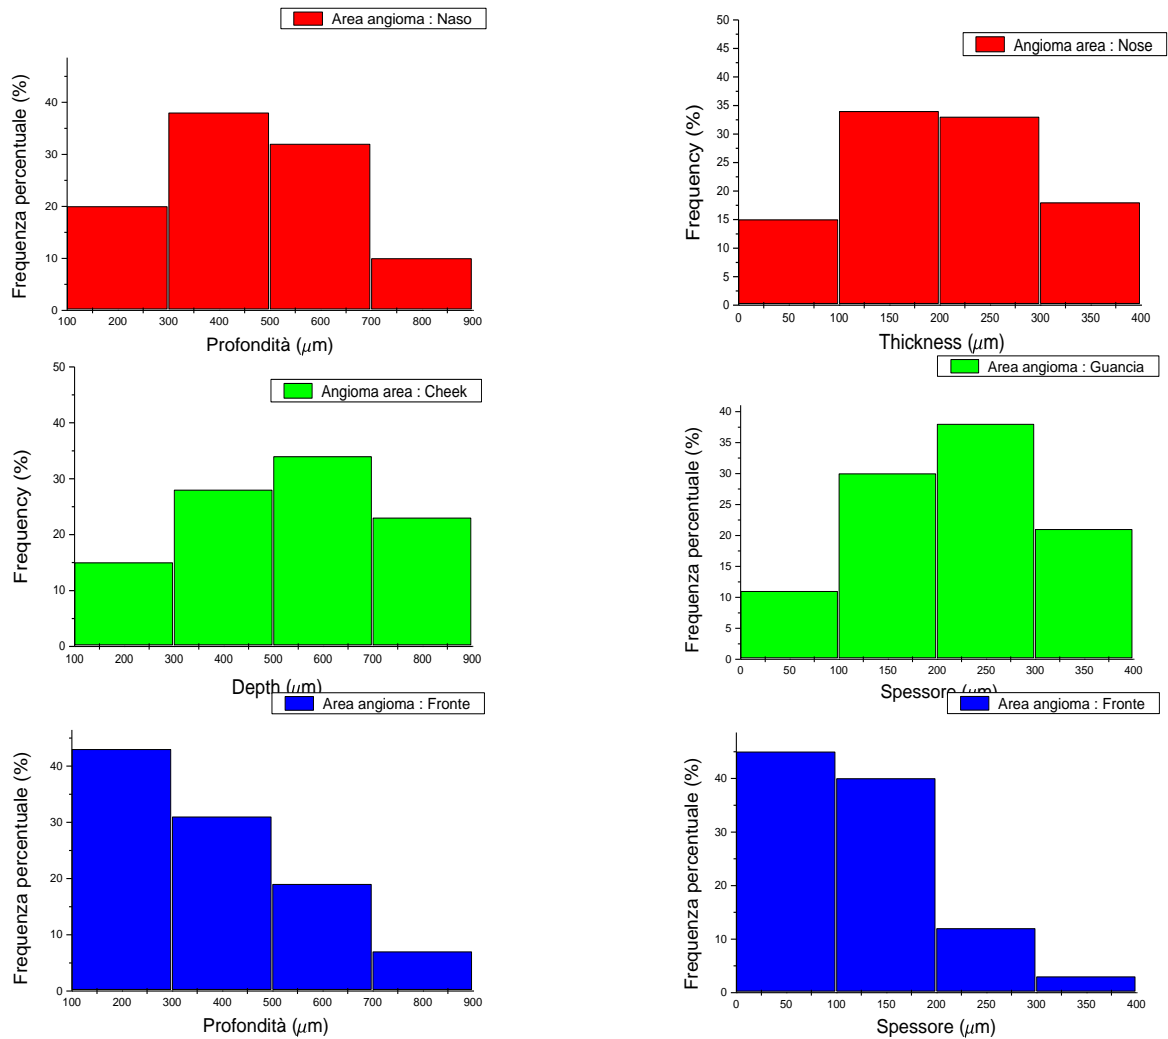 Area angioma : Naso
Frequenza percentuale (%)
40
30
20
10
0
100 200 300 400 500 600 700 800 900
Profondità (μm)
Angioma area : Nose
Frequency (%)
50
45
40
35
30
25
20
15
10
5
0
0 50 100 150 200 250 300 350 400
Thickness (μm)
Angioma area : Cheek
Frequency (%)
50
40
30
20
10
0
100 200 300 400 500 600 700 800 900
Depth (μm)
Area angioma : Guancia
Frequenza percentuale (%)
40
35
30
25
20
15
10
5
0
0 50 100 150 200 250 300 350 400
Spessore (μm)
Area angioma : Fronte
Frequenza percentuale (%)
40
30
20
10
0
100 200 300 400 500 600 700 800 900
Profondità (μm)
Area angioma : Fronte
Frequenza percentuale (%)
40
30
20
10
0
0 50 100 150 200 250 300 350 400
Spessore (μm)